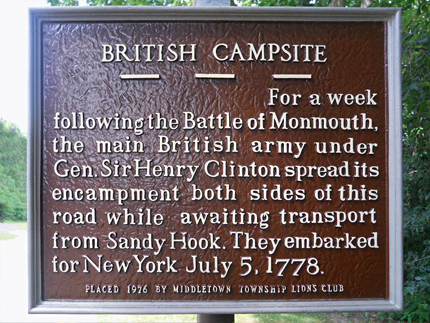 BRITISH CAMPSITE
For a week
following the Battle of Monmouth,
the main British army under
Gen. Sir Henry Clinton spread its
encampment both sides of this
road while awaiting transport
from Sandy Hook. They embarked
for New York July 5, 1778.
PLACED 1976 BY MIDDLETOWN TOWNSHIP LIONS CLUB